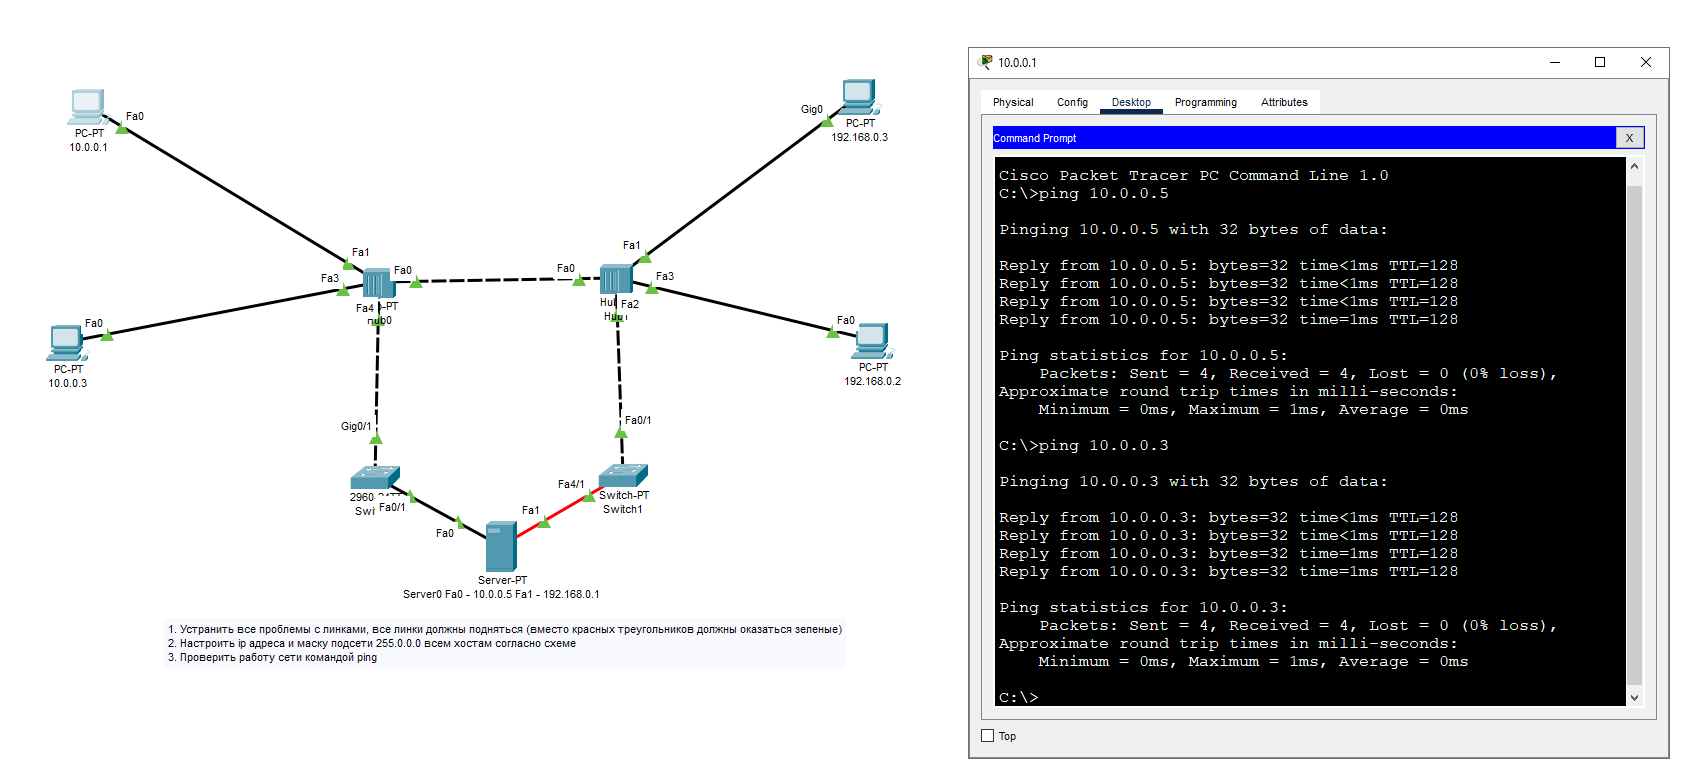 PC-PT
10.0.0.1
Fa0
Gig0
PC-PT
192.168.0.3
Fa1
Fa3
Fa0
Fa4
-PT
Hub0
Fa0
Fa1
Fa3
Fa2
Fa0
PC-PT
10.0.0.3
Fa0
PC-PT
192.168.0.2
Gig0/1
Fa0/1
2960
Fa0/1
Fa4/1
Switch-PT
Switch1
Fa0
Fa1
Server-PT
Server0 Fa0 - 10.0.0.5 Fa1 - 192.168.0.1
1. Устранить все проблемы с линками, все линки должны подняться (вместо красных треугольников должны оказаться зеленые)
2. Настроить ip адреса и маску подсети 255.0.0.0 всем хостам согласно схеме
3. Проверить работу сети командой ping
10.0.0.1
Physical Config Desktop Programming Attributes
Command Prompt
X
Cisco Packet Tracer PC Command Line 1.0
C:\>ping 10.0.0.5
Pinging 10.0.0.5 with 32 bytes of data:
Reply from 10.0.0.5: bytes=32 time<1ms TTL=128
Reply from 10.0.0.5: bytes=32 time<1ms TTL=128
Reply from 10.0.0.5: bytes=32 time<1ms TTL=128
Reply from 10.0.0.5: bytes=32 time=1ms TTL=128
Ping statistics for 10.0.0.5:
Packets: Sent = 4, Received = 4, Lost = 0 (0% loss),
Approximate round trip times in milli-seconds:
Minimum = 0ms, Maximum = 1ms, Average = 0ms
C:\>ping 10.0.0.3
Pinging 10.0.0.3 with 32 bytes of data:
Reply from 10.0.0.3: bytes=32 time<1ms TTL=128
Reply from 10.0.0.3: bytes=32 time<1ms TTL=128
Reply from 10.0.0.3: bytes=32 time=1ms TTL=128
Reply from 10.0.0.3: bytes=32 time=1ms TTL=128
Ping statistics for 10.0.0.3:
Packets: Sent = 4, Received = 4, Lost = 0 (0% loss),
Approximate round trip times in milli-seconds:
Minimum = 0ms, Maximum = 1ms, Average = 0ms
C:\>
Top